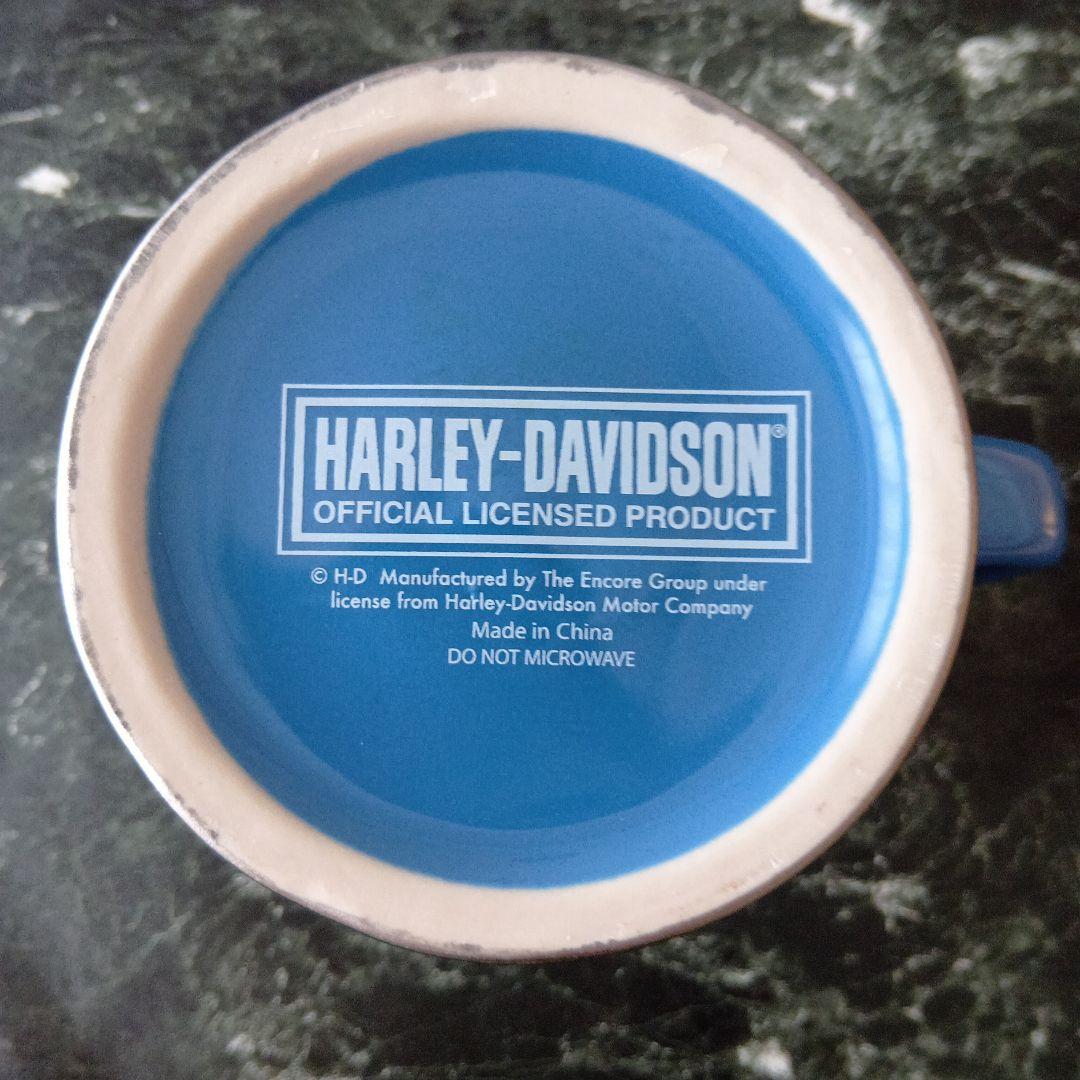 HARLEY-DAVIDSON®
OFFICIAL LICENSED PRODUCT
© H-D Manufactured by The Encore Group under
license from Harley-Davidson Motor Company
Made in China
DO NOT MICROWAVE